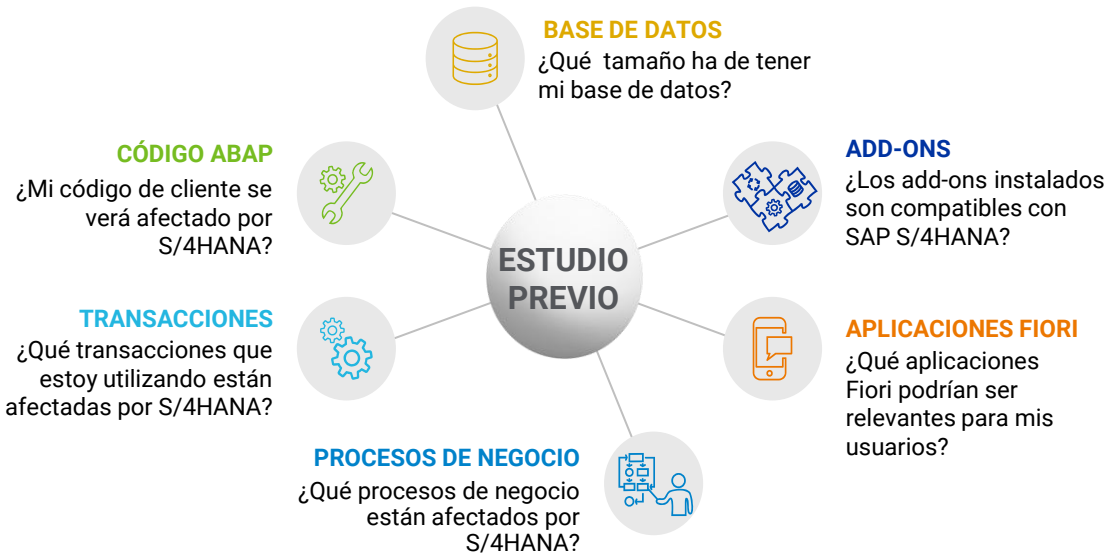 BASE DE DATOS
¿Qué tamaño ha de tener
mi base de datos?
CÓDIGO ABAP
¿Mi código de cliente se
verá afectado por
S/4HANA?
ADD-ONS
¿Los add-ons instalados
son compatibles con
SAP S/4HANA?
ESTUDIO
PREVIO
TRANSACCIONES
¿Qué transacciones que
estoy utilizando están
afectadas por S/4HANA?
APLICACIONES FIORI
¿Qué aplicaciones
Fiori podrían ser
relevantes para mis
usuarios?
PROCESOS DE NEGOCIO
¿Qué procesos de negocio
están afectados por
S/4HANA?